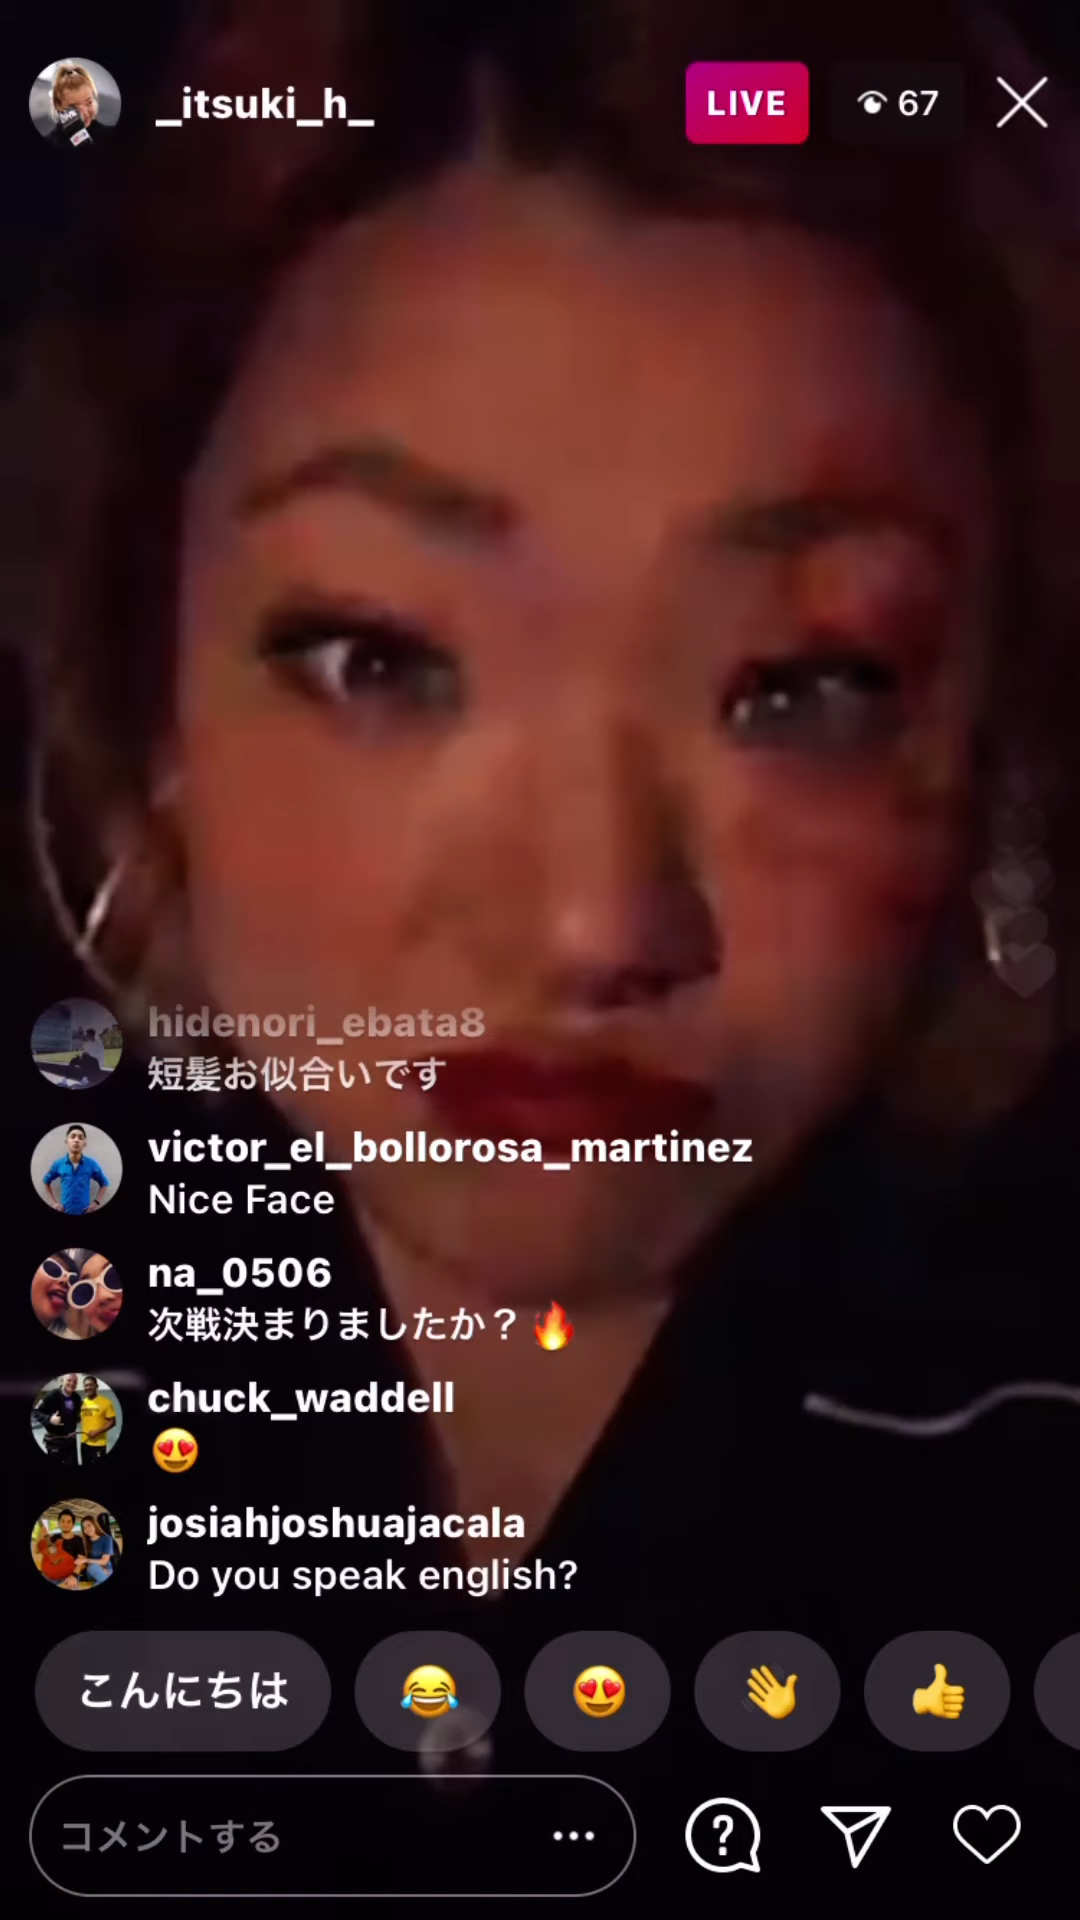 _itsuki_h_
LIVE
67
hidenori_ebata8
短髪お似合いです
victor_el_bollorosa_martinez
Nice Face
na_0506
次戦決まりましたか？🔥
chuck_waddell
😍
josiahjoshuajacala
Do you speak english?
こんにちは 😂 😍 👋 👍
コメントする